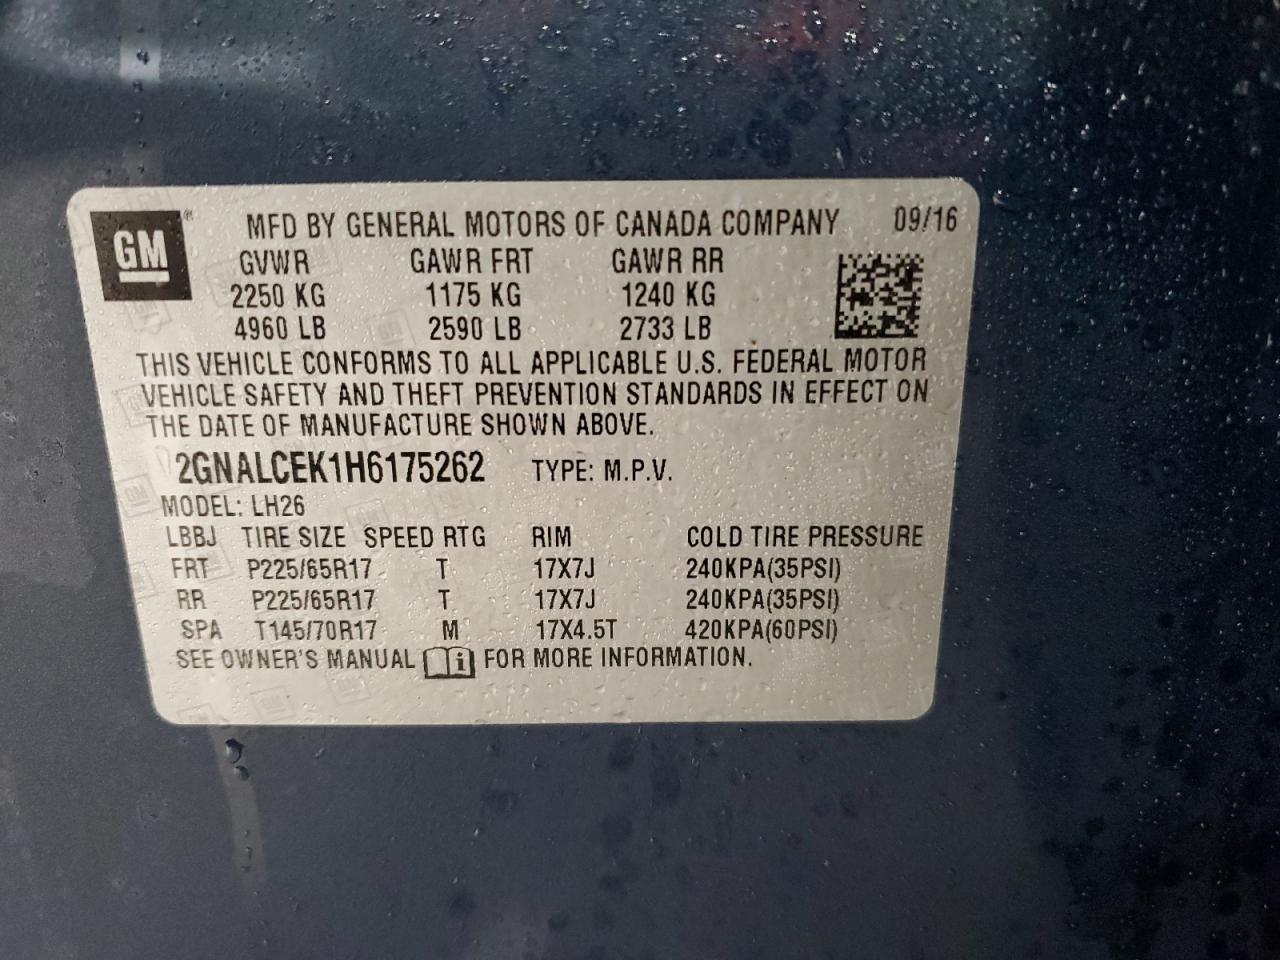 GM ®
MFD BY GENERAL MOTORS OF CANADA COMPANY 09/16
GVWR GAWR FRT GAWR RR
2250 KG 1175 KG 1240 KG
4960 LB 2590 LB 2733 LB
THIS VEHICLE CONFORMS TO ALL APPLICABLE U.S. FEDERAL MOTOR
VEHICLE SAFETY AND THEFT PREVENTION STANDARDS IN EFFECT ON
THE DATE OF MANUFACTURE SHOWN ABOVE.
2GNALCEK1H6175262 TYPE: M.P.V.
MODEL: LH26
LBBJ TIRE SIZE SPEED RTG RIM COLD TIRE PRESSURE
FRT P225/65R17 T 17X7J 240KPA(35PSI)
RR P225/65R17 T 17X7J 240KPA(35PSI)
SPA T145/70R17 M 17X4.5T 420KPA(60PSI)
SEE OWNER'S MANUAL i FOR MORE INFORMATION.